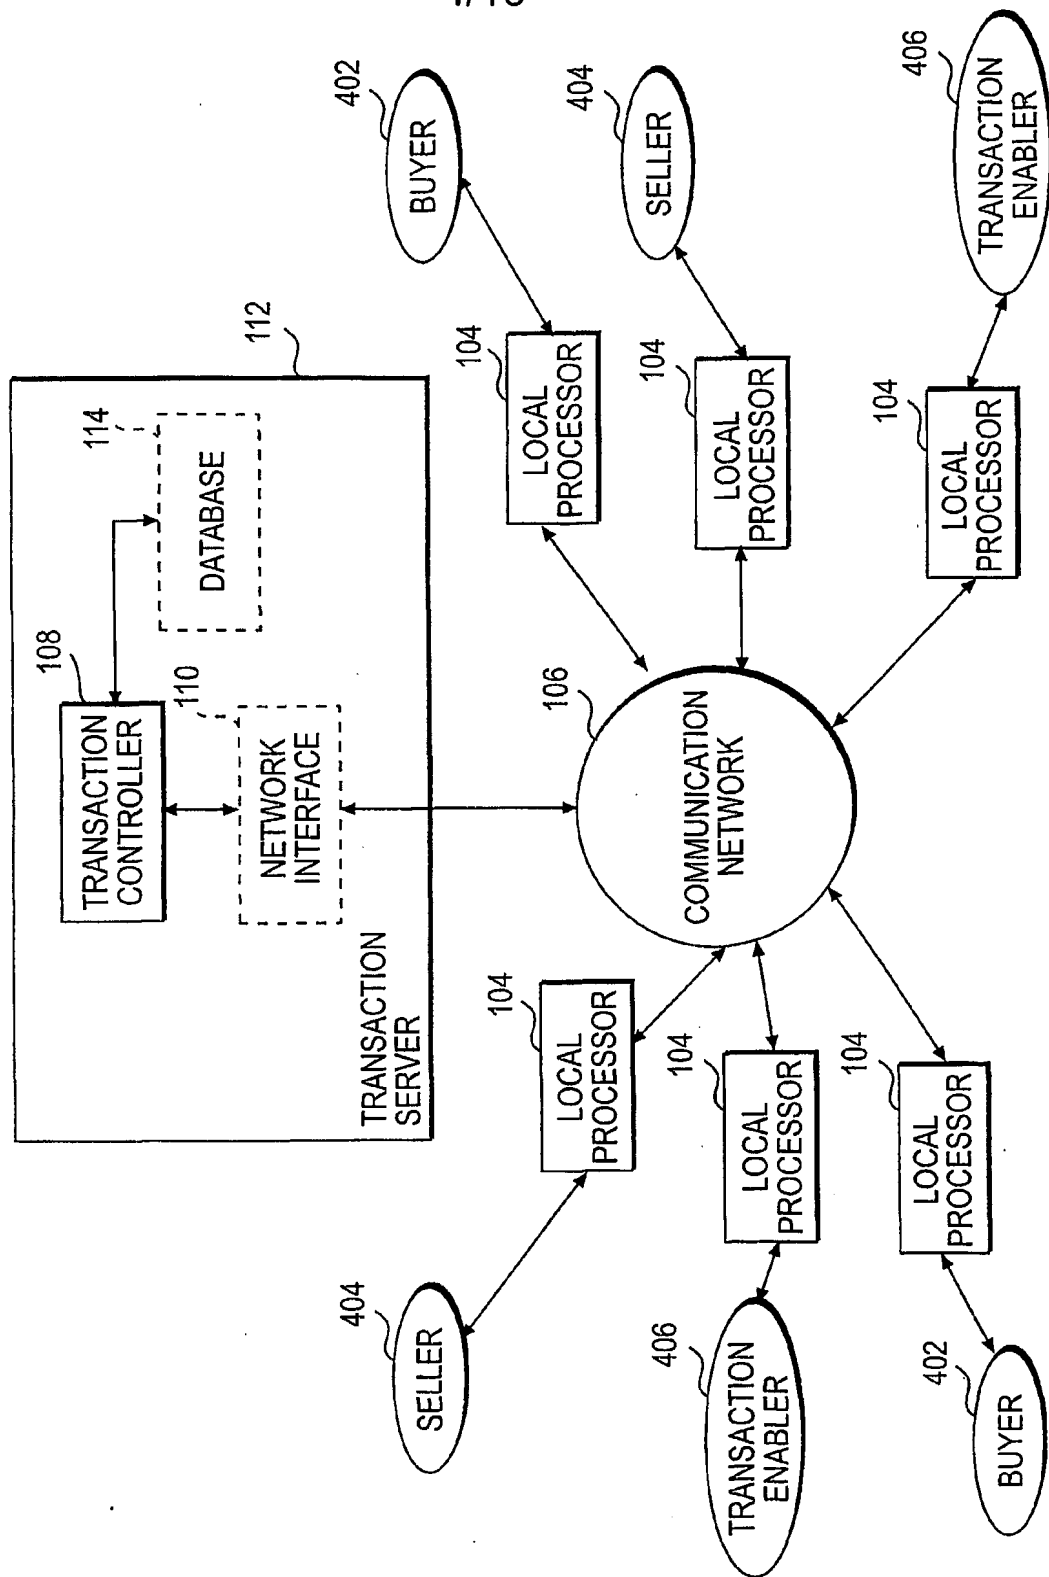 108
TRANSACTION
CONTROLLER
114
DATABASE
112
110
NETWORK
INTERFACE
TRANSACTION
SERVER
404
SELLER
104
LOCAL
PROCESSOR
106
COMMUNICATION
NETWORK
104
LOCAL
PROCESSOR
402
BUYER
406
TRANSACTION
ENABLER
104
LOCAL
PROCESSOR
104
LOCAL
PROCESSOR
404
SELLER
402
BUYER
104
LOCAL
PROCESSOR
104
LOCAL
PROCESSOR
406
TRANSACTION
ENABLER